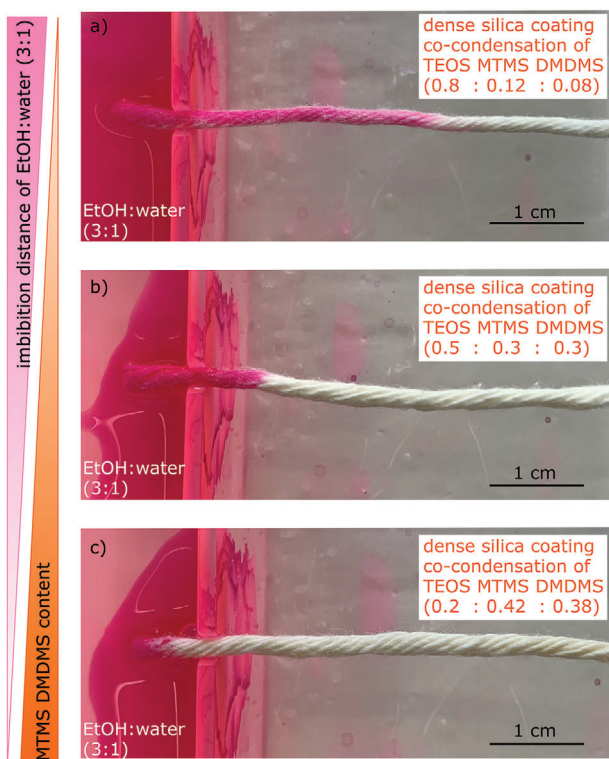 imbibition distance of EtOH:water (3:1)
MTMS DMDMS content
a)
dense silica coating
co-condensation of
TEOS MTMS DMDMS
(0.8 : 0.12 : 0.08)
EtOH:water
(3:1)
1 cm
b)
dense silica coating
co-condensation of
TEOS MTMS DMDMS
(0.5 : 0.3 : 0.3)
EtOH:water
(3:1)
1 cm
c)
dense silica coating
co-condensation of
TEOS MTMS DMDMS
(0.2 : 0.42 : 0.38)
EtOH:water
(3:1)
1 cm